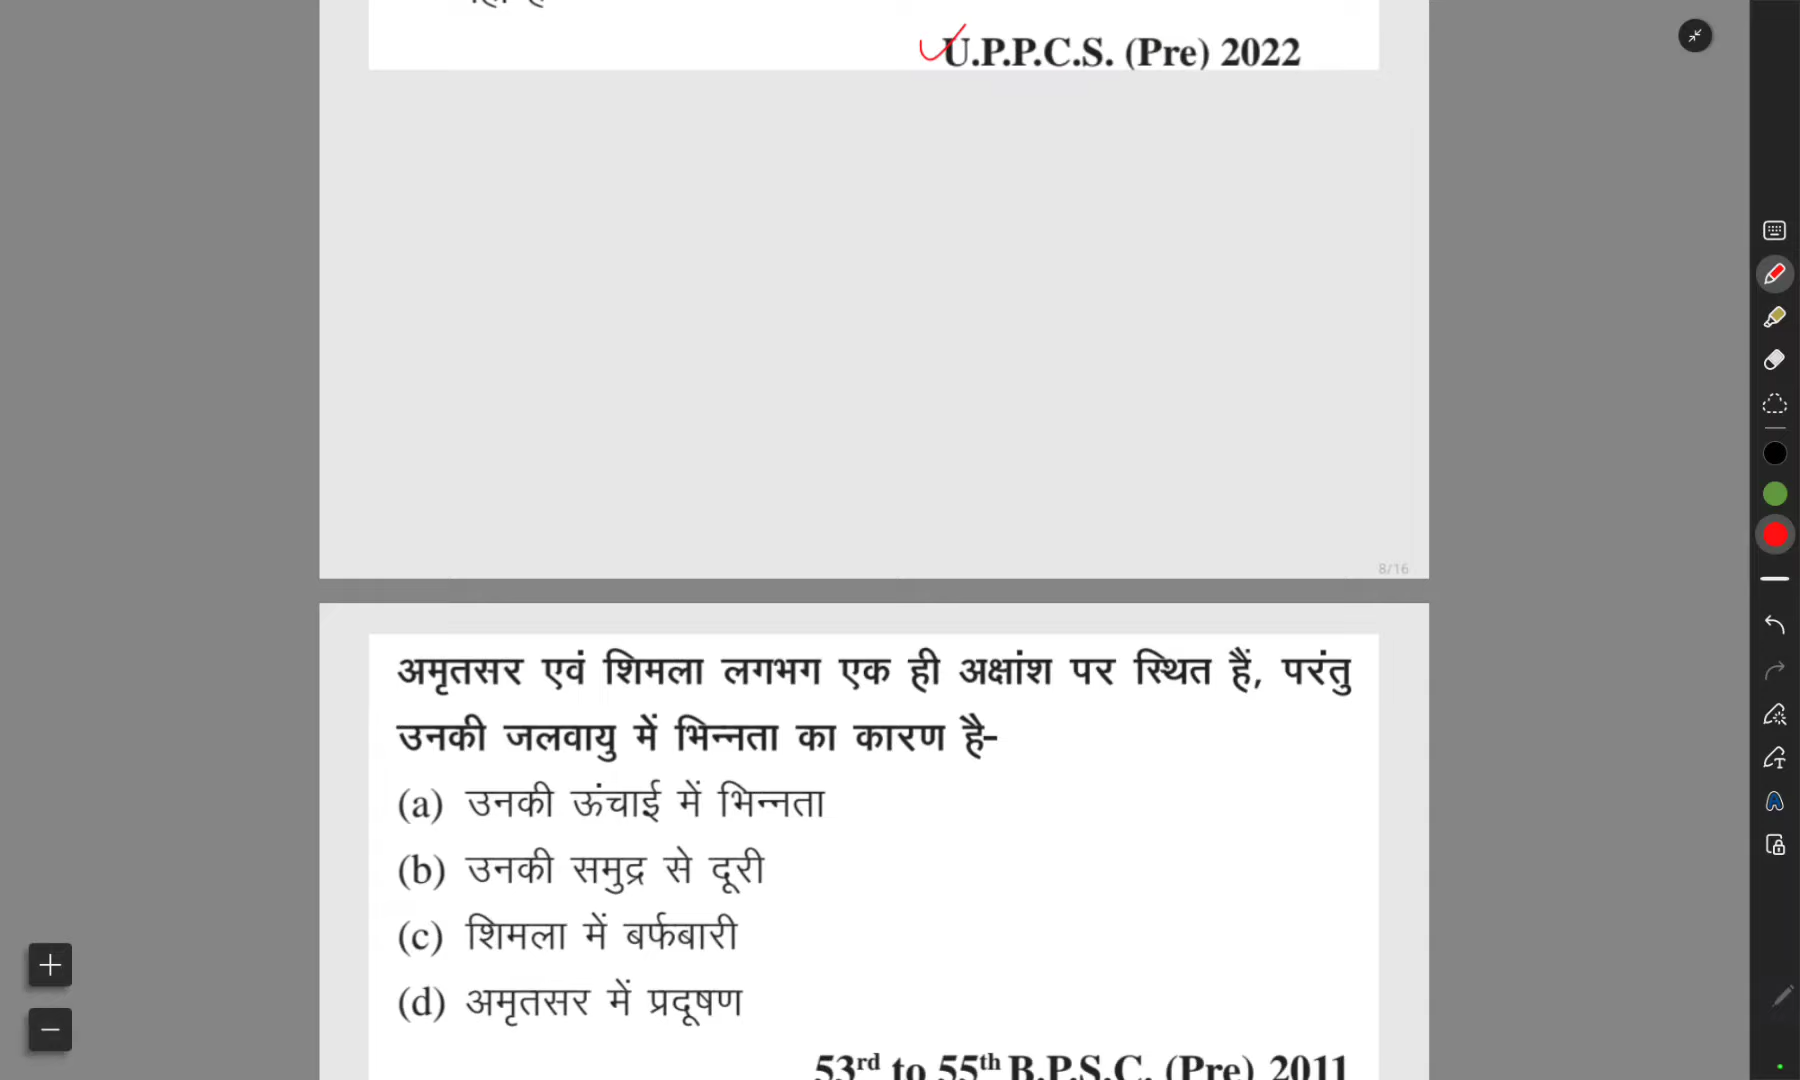 U.P.P.C.S. (Pre) 2022
8/16
अमृतसर एवं शिमला लगभग एक ही अक्षांश पर स्थित हैं, परंतु
उनकी जलवायु में भिन्नता का कारण है-
(a) उनकी ऊंचाई में भिन्नता
(b) उनकी समुद्र से दूरी
(c) शिमला में बर्फबारी
(d) अमृतसर में प्रदूषण
53rd to 55th B.P.S.C. (Pre) 2011